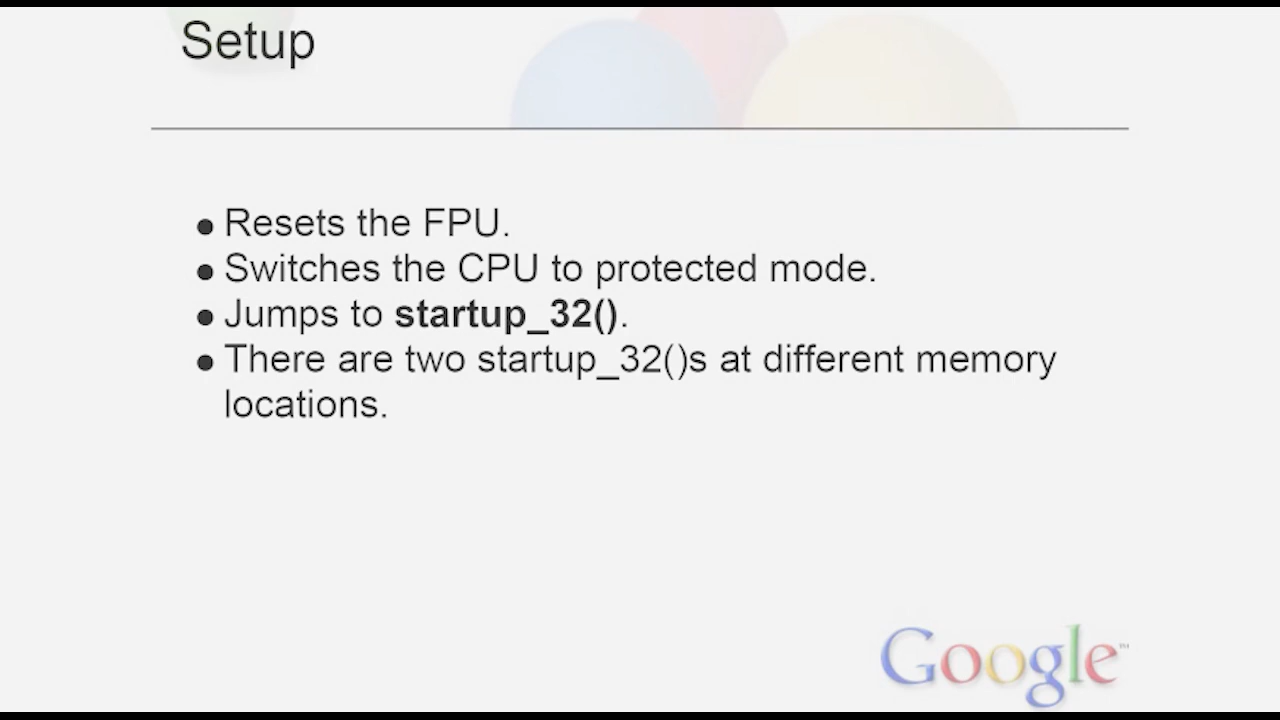 Setup
● Resets the FPU.
● Switches the CPU to protected mode.
● Jumps to startup_32().
● There are two startup_32()s at different memory
locations.
Google™